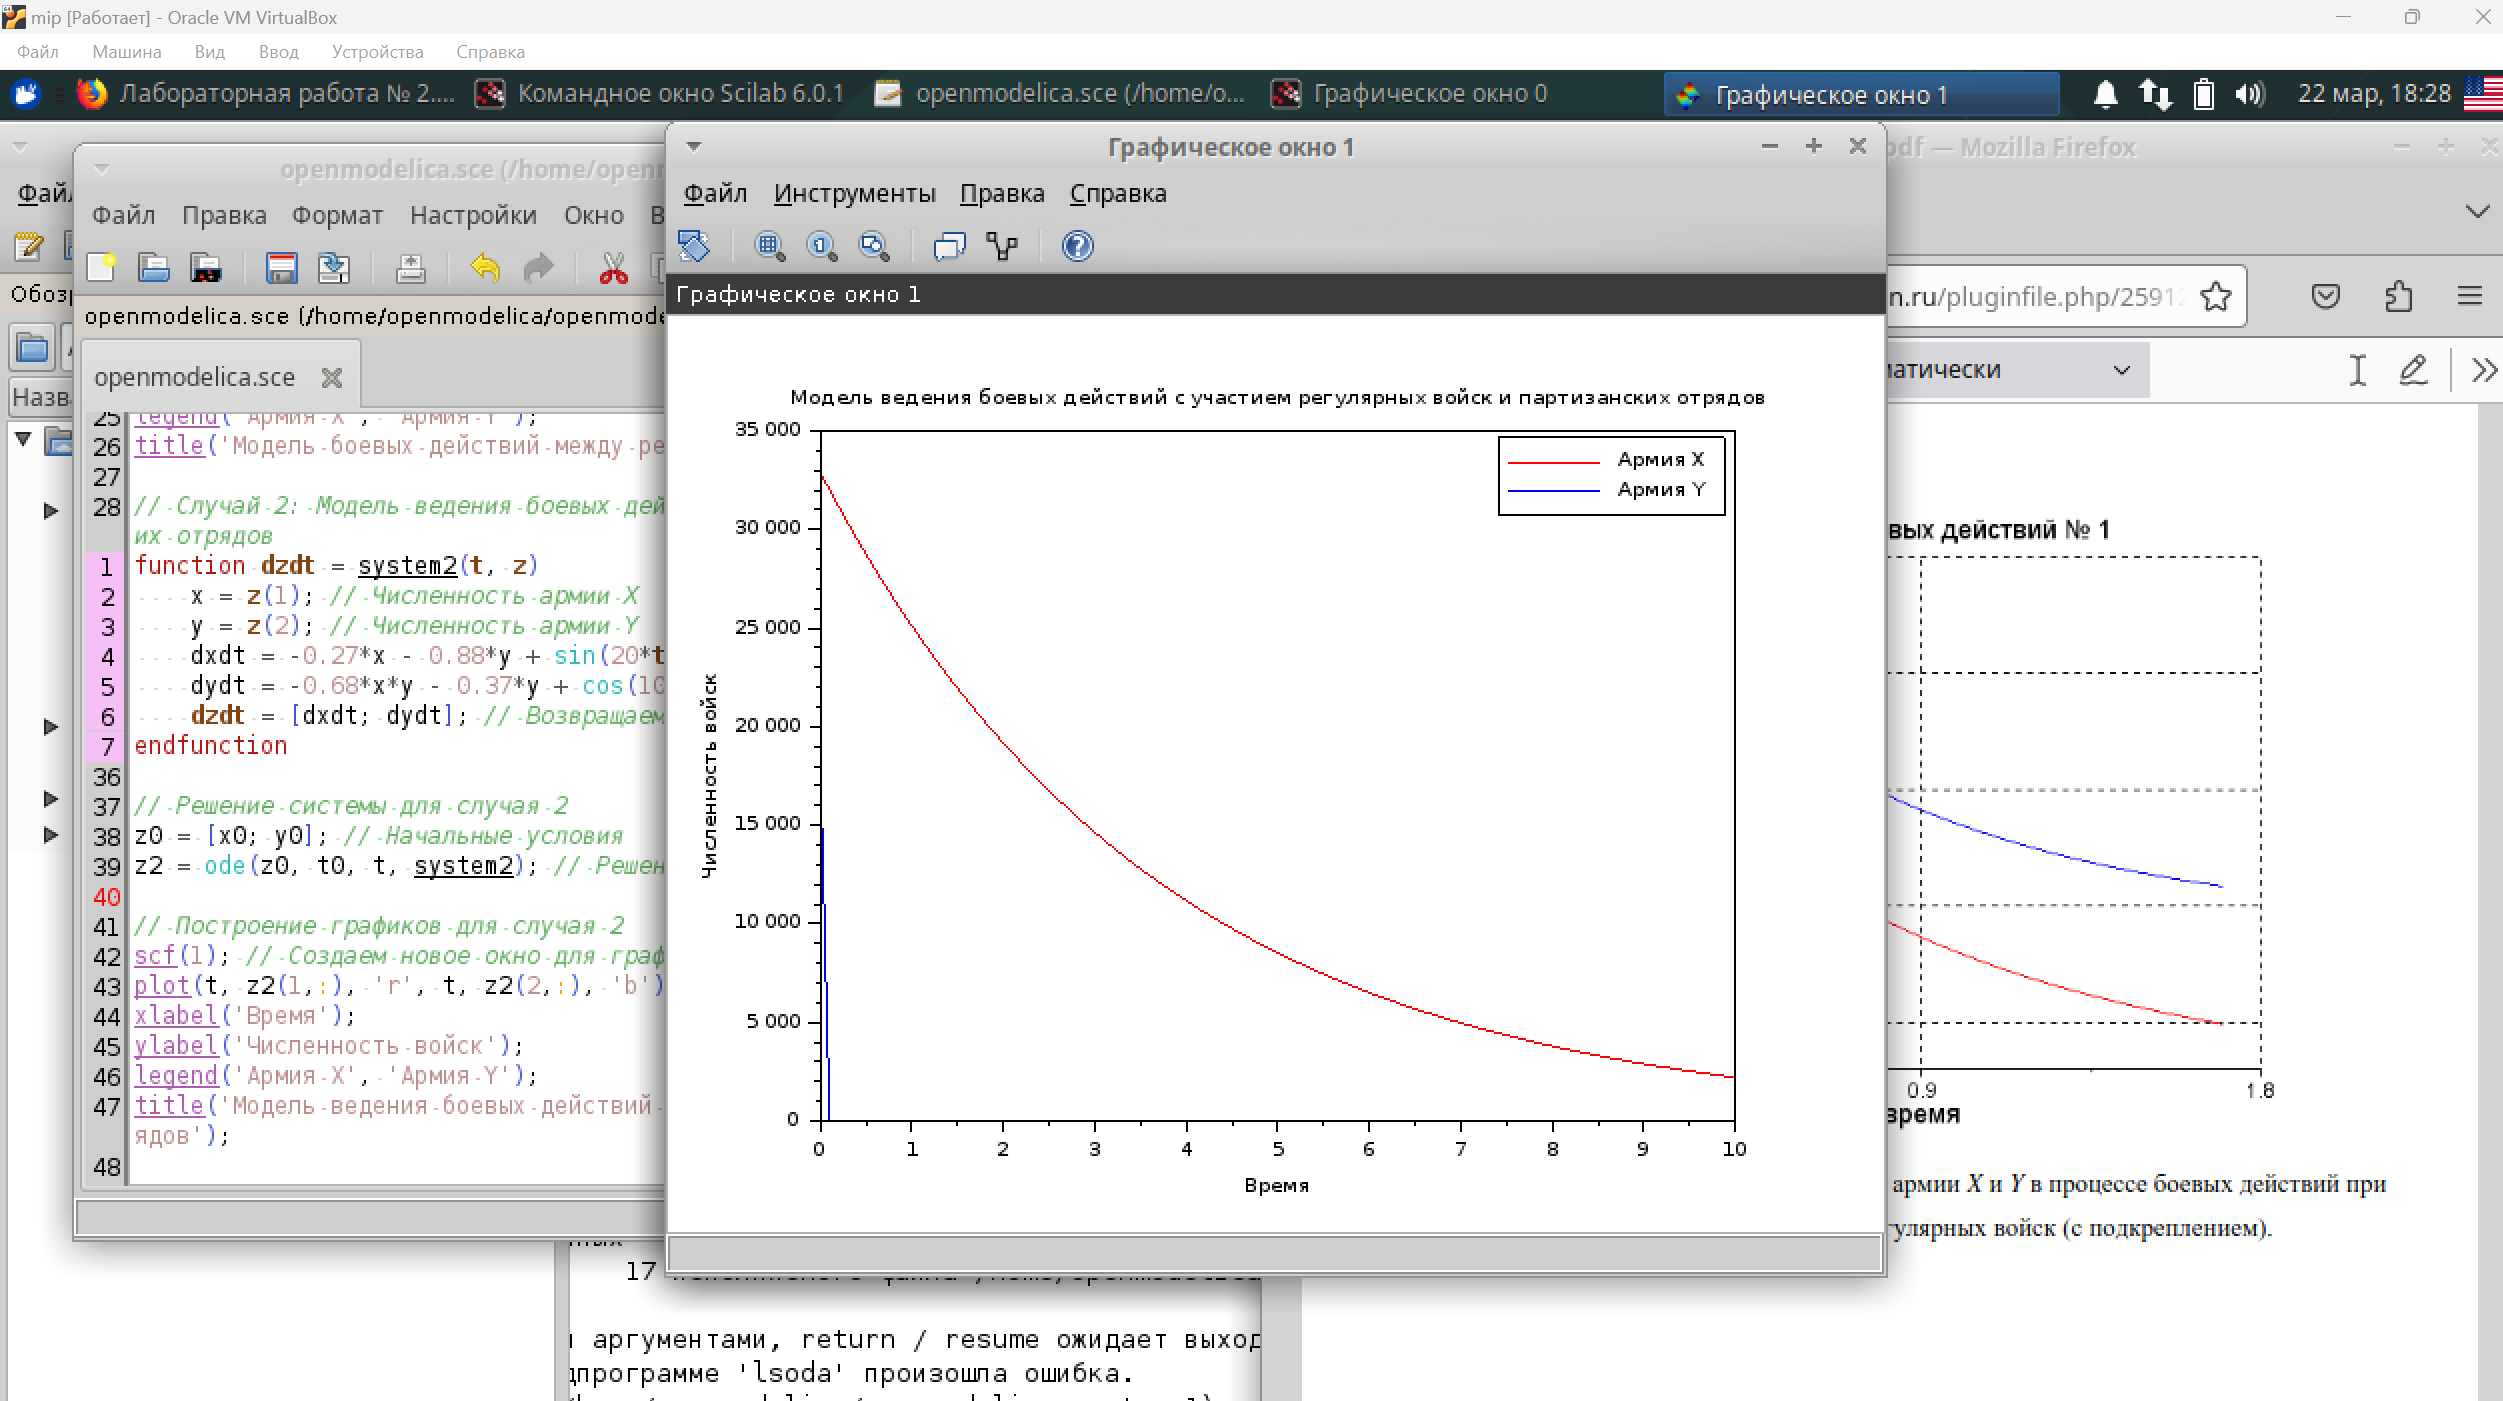 mip [Работает] - Oracle VM VirtualBox
Файл Машина Вид Ввод Устройства Справка
Лабораторная работа № 2.... Командное окно Scilab 6.0.1 openmodelica.sce (/home/o... Графическое окно 0 Графическое окно 1 22 мар, 18:28
openmodelica.sce (/home/openm
Файл Правка Формат Настройки Окно
openmodelica.sce (/home/openmodelica/openmode
openmodelica.sce
25 legend('Армия X', 'Армия Y');
26 title('Модель боевых действий между ре
27
28 // Случай 2: Модель ведения боевых дей
их отрядов
1 function dzdt = system2(t, z)
2 x = z(1); // Численность армии X
3 y = z(2); // Численность армии Y
4 dxdt = -0.27*x - 0.88*y + sin(20*t
5 dydt = -0.68*x*y - 0.37*y + cos(10
6 dzdt = [dxdt; dydt]; // Возвращаем
7 endfunction
36
37 // Решение системы для случая 2
38 z0 = [x0; y0]; // Начальные условия
39 z2 = ode(z0, t0, t, system2); // Решен
40
41 // Построение графиков для случая 2
42 scf(1); // Создаем новое окно для граф
43 plot(t, z2(1,:), 'r', t, z2(2,:), 'b')
44 xlabel('Время');
45 ylabel('Численность войск');
46 legend('Армия X', 'Армия Y');
47 title('Модель ведения боевых действий
ядов');
48
Графическое окно 1
Файл Инструменты Правка Справка
Графическое окно 1
Модель ведения боевых действий с участием регулярных войск и партизанских отрядов
35 000
30 000
25 000
20 000
15 000
10 000
5 000
0
Численность войск
Армия X
Армия Y
0 1 2 3 4 5 6 7 8 9 10
Время
Файл
Обоз
Назв
17
аргументами, return / resume ожидает выход
дпрограмме 'lsoda' произошла ошибка.
pdf — Mozilla Firefox
n.ru/pluginfile.php/25912
матически
вых действий № 1
0.9 1.8
время
армии X и Y в процессе боевых действий при
гулярных войск (с подкреплением).